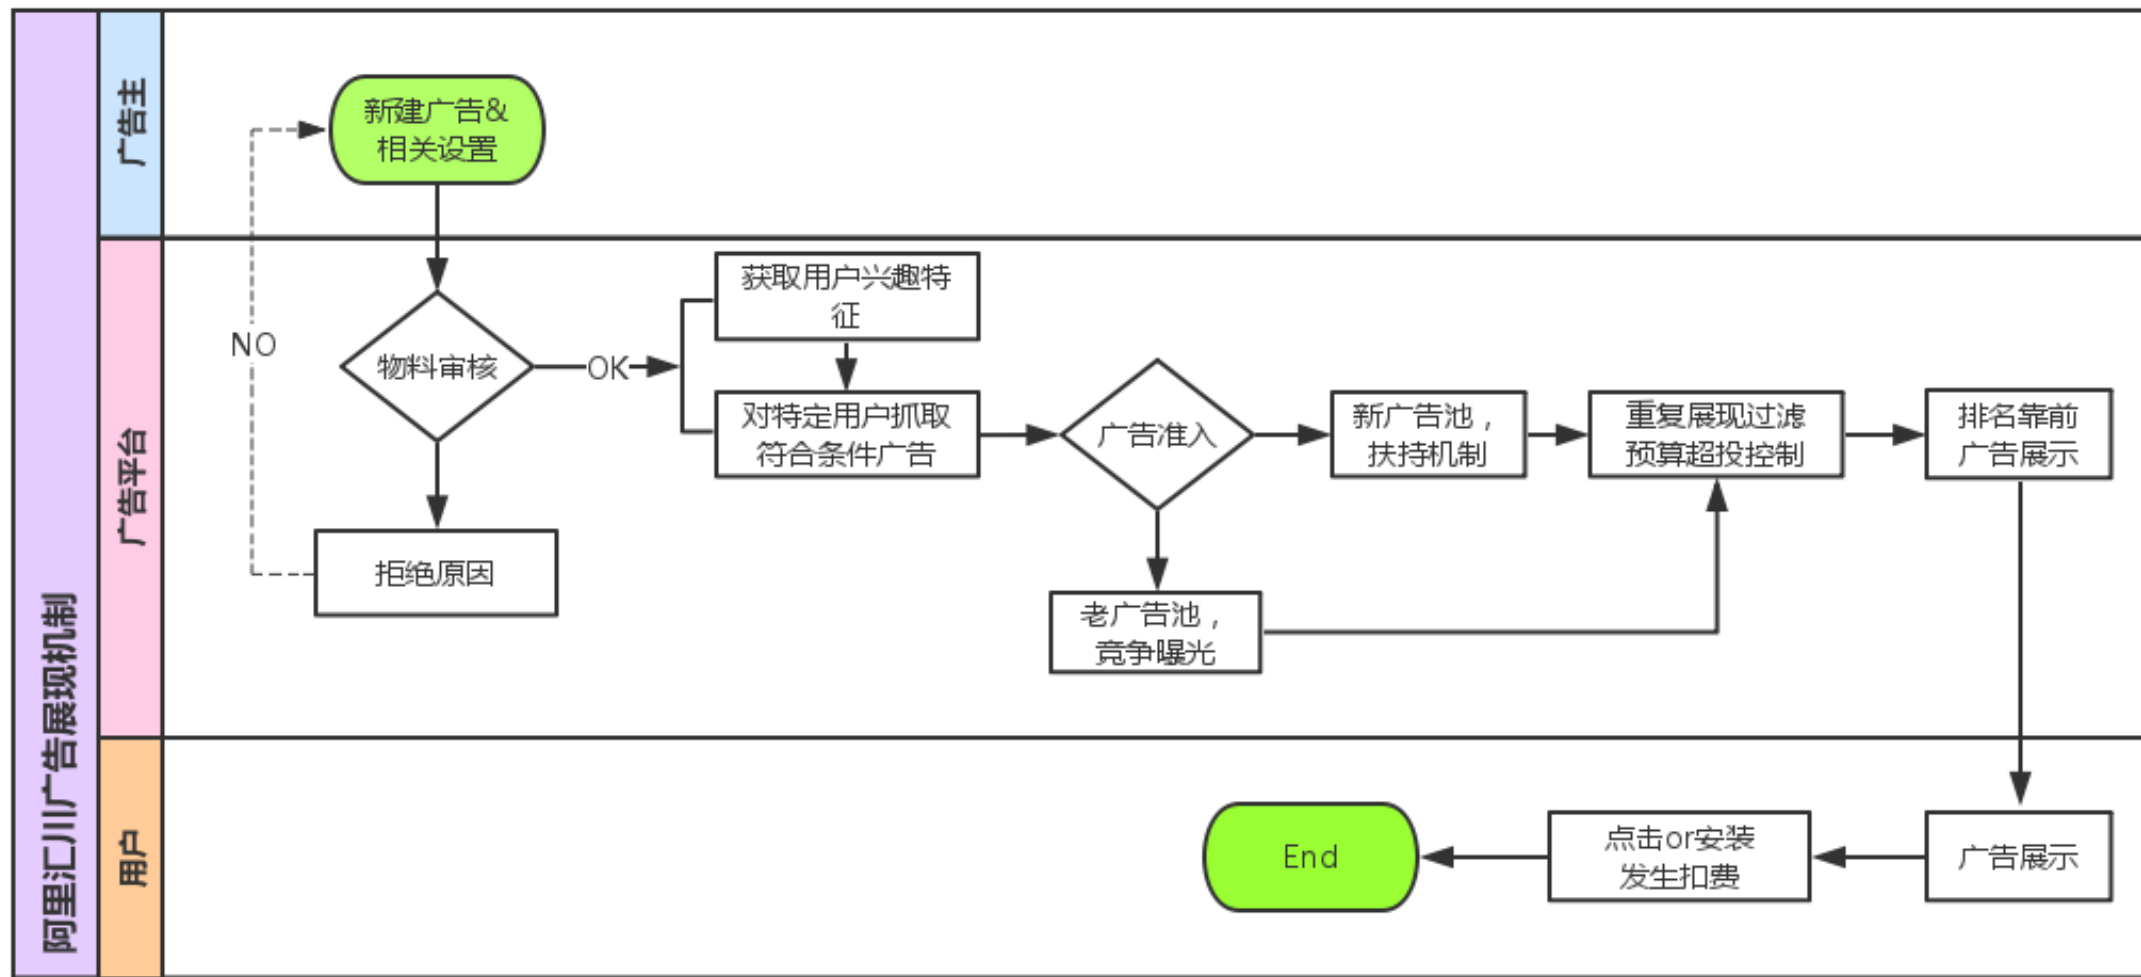 阿里汇川广告展现机制
广告主
新建广告&
相关设置
广告平台
NO
物料审核
OK
拒绝原因
获取用户兴趣特
征
对特定用户抓取
符合条件广告
广告准入
新广告池，
扶持机制
老广告池，
竞争曝光
重复展现过滤
预算超投控制
排名靠前
广告展示
用户
广告展示
点击or安装
发生扣费
End